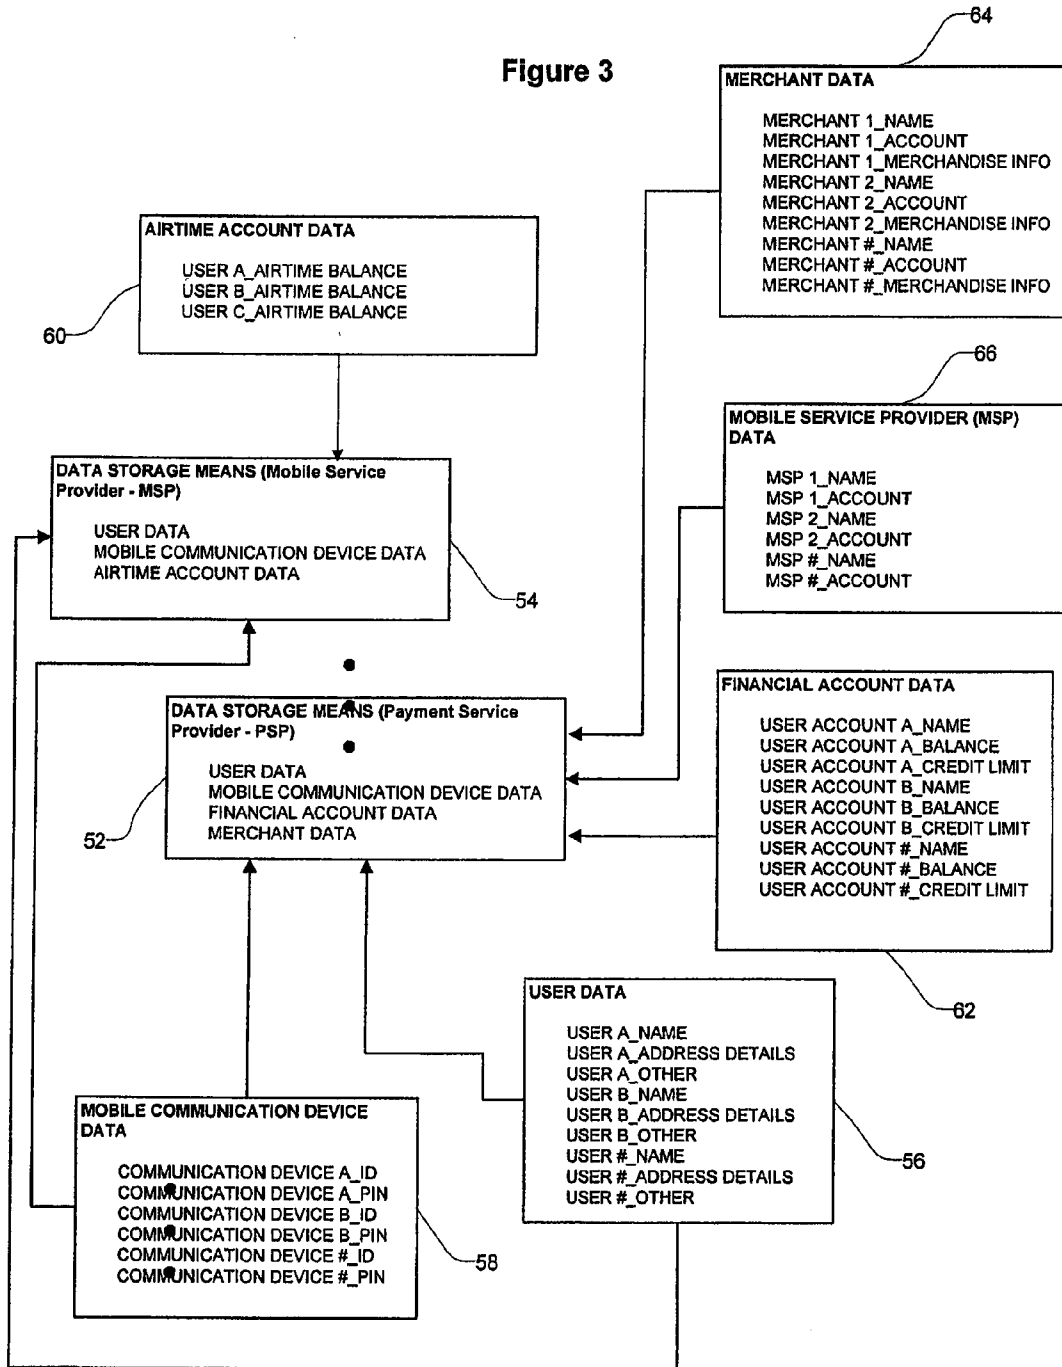 64
Figure 3
MERCHANT DATA
MERCHANT 1_NAME
MERCHANT 1_ACCOUNT
MERCHANT 1_MERCHANDISE INFO
MERCHANT 2_NAME
MERCHANT 2_ACCOUNT
MERCHANT 2_MERCHANDISE INFO
MERCHANT #_NAME
MERCHANT #_ACCOUNT
MERCHANT #_MERCHANDISE INFO
AIRTIME ACCOUNT DATA
USER A_AIRTIME BALANCE
USER B_AIRTIME BALANCE
USER C_AIRTIME BALANCE
60
66
MOBILE SERVICE PROVIDER (MSP)
DATA
MSP 1_NAME
MSP 1_ACCOUNT
MSP 2_NAME
MSP 2_ACCOUNT
MSP #_NAME
MSP #_ACCOUNT
DATA STORAGE MEANS (Mobile Service
Provider - MSP)
USER DATA
MOBILE COMMUNICATION DEVICE DATA
AIRTIME ACCOUNT DATA
54
DATA STORAGE MEANS (Payment Service
Provider - PSP)
USER DATA
MOBILE COMMUNICATION DEVICE DATA
FINANCIAL ACCOUNT DATA
MERCHANT DATA
52
FINANCIAL ACCOUNT DATA
USER ACCOUNT A_NAME
USER ACCOUNT A_BALANCE
USER ACCOUNT A_CREDIT LIMIT
USER ACCOUNT B_NAME
USER ACCOUNT B_BALANCE
USER ACCOUNT B_CREDIT LIMIT
USER ACCOUNT #_NAME
USER ACCOUNT #_BALANCE
USER ACCOUNT #_CREDIT LIMIT
62
USER DATA
USER A_NAME
USER A_ADDRESS DETAILS
USER A_OTHER
USER B_NAME
USER B_ADDRESS DETAILS
USER B_OTHER
USER #_NAME
USER #_ADDRESS DETAILS
USER #_OTHER
56
MOBILE COMMUNICATION DEVICE
DATA
COMMUNICATION DEVICE A_ID
COMMUNICATION DEVICE A_PIN
COMMUNICATION DEVICE B_ID
COMMUNICATION DEVICE B_PIN
COMMUNICATION DEVICE #_ID
COMMUNICATION DEVICE #_PIN
58